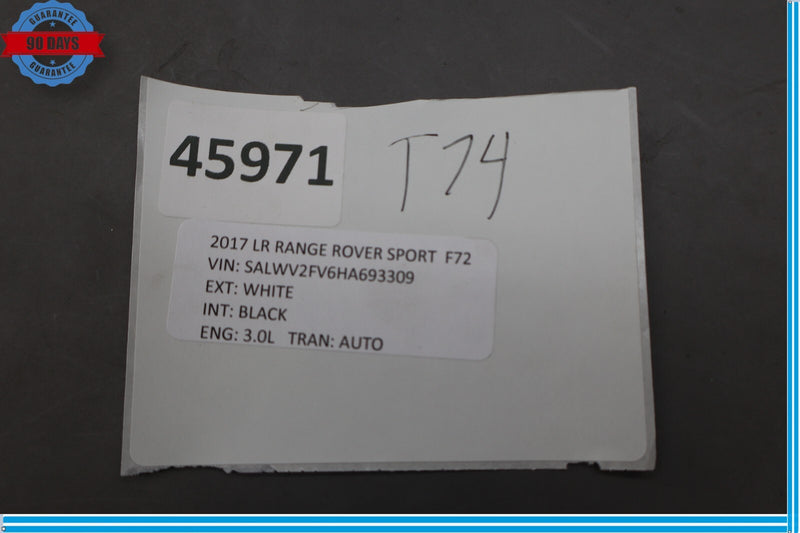 GUARANTEE
90 DAYS
GUARANTEE
45971
T74
2017 LR RANGE ROVER SPORT F72
VIN: SALWV2FV6HA693309
EXT: WHITE
INT: BLACK
ENG: 3.0L TRAN: AUTO